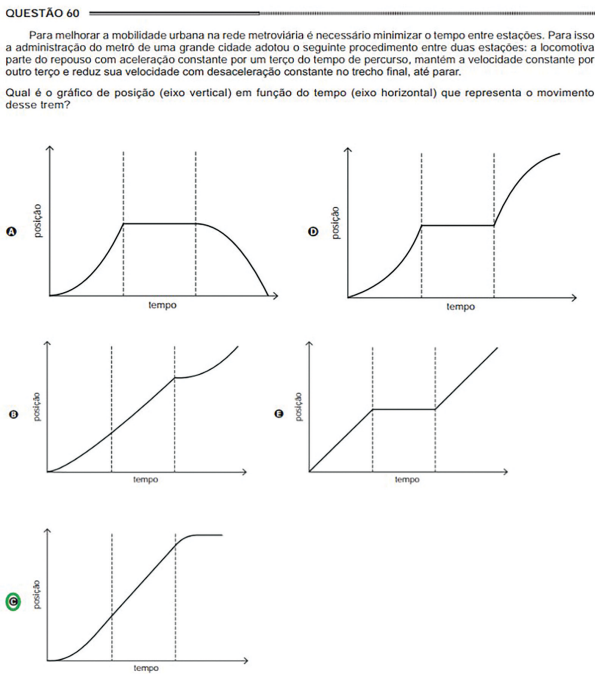 QUESTÃO 60
Para melhorar a mobilidade urbana na rede metroviária é necessário minimizar o tempo entre estações. Para isso
a administração do metrô de uma grande cidade adotou o seguinte procedimento entre duas estações: a locomotiva
parte do repouso com aceleração constante por um terço do tempo de percurso, mantém a velocidade constante por
outro terço e reduz sua velocidade com desaceleração constante no trecho final, até parar.
Qual é o gráfico de posição (eixo vertical) em função do tempo (eixo horizontal) que representa o movimento
desse trem?
A
posição
tempo
D
posição
tempo
B
posição
tempo
E
posição
tempo
C
posição
tempo